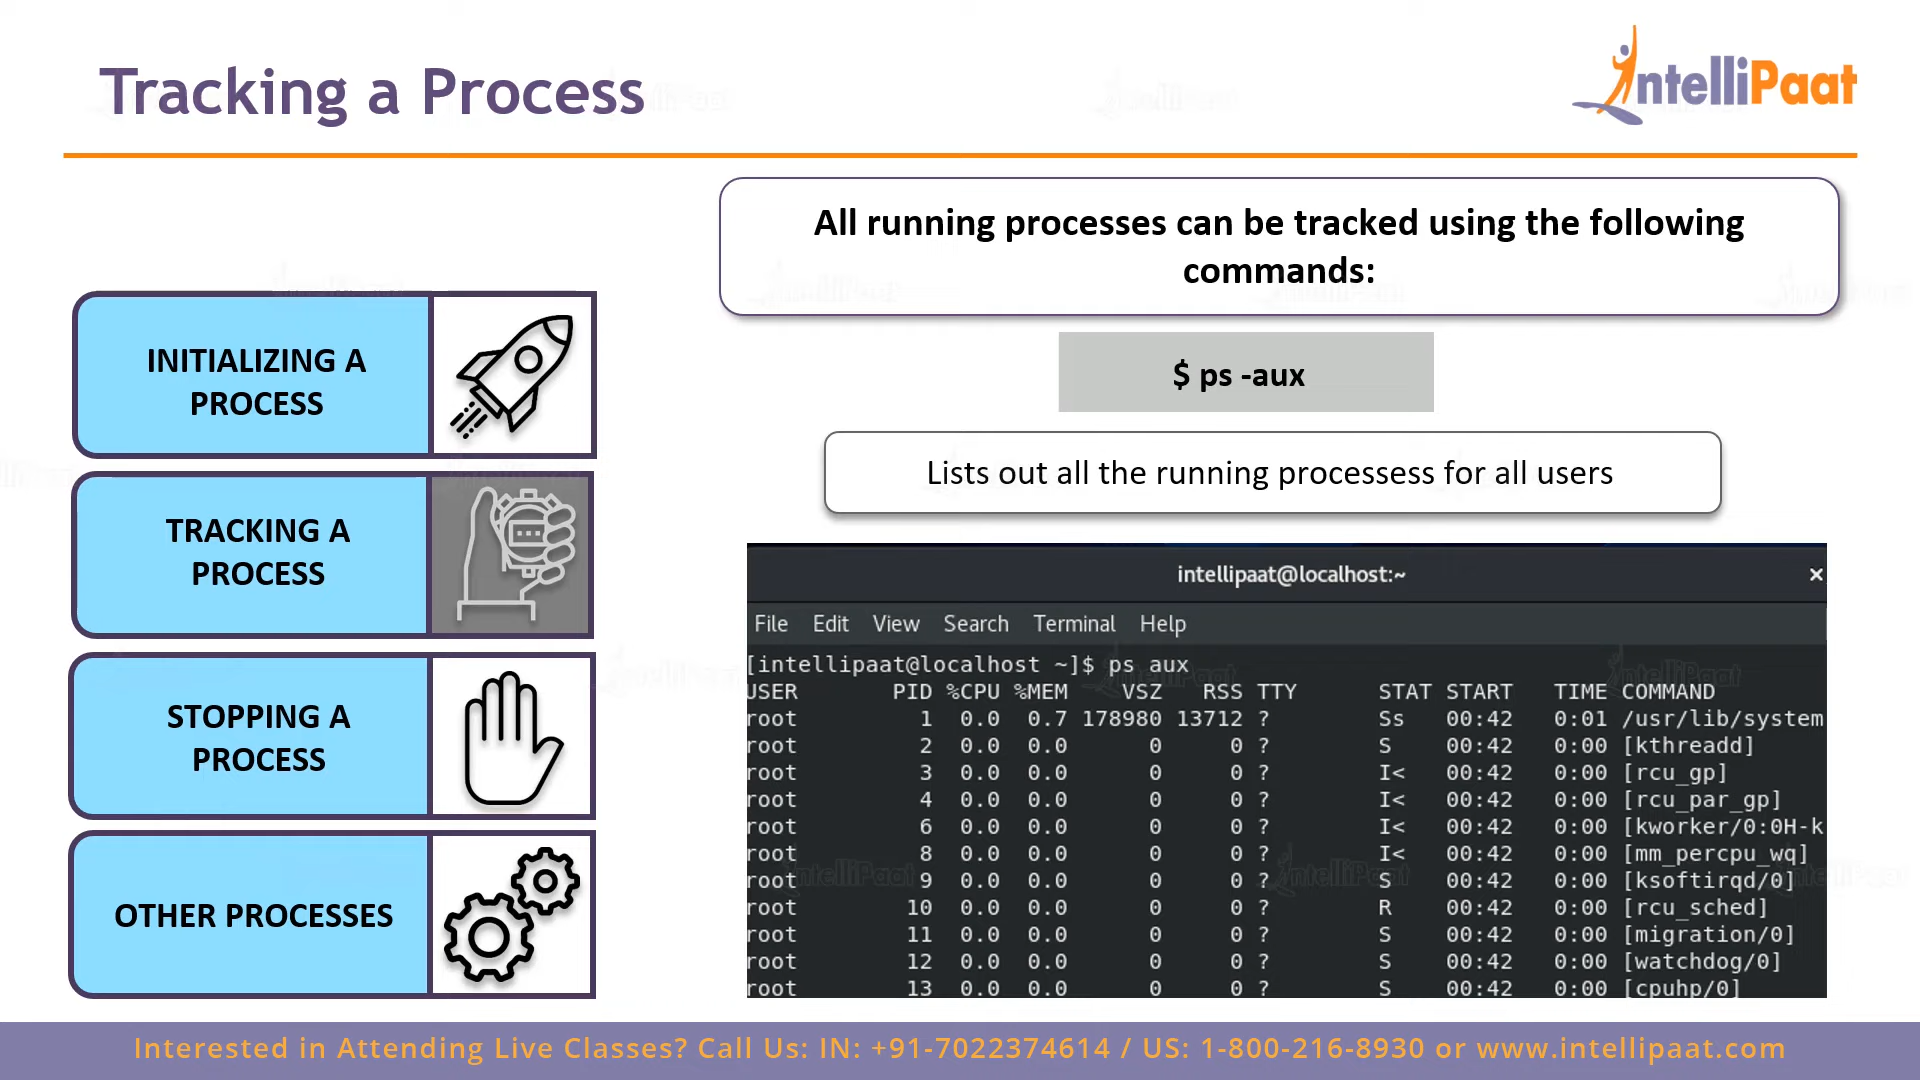 Tracking a Process
IntelliPaat
All running processes can be tracked using the following
commands:
INITIALIZING A
PROCESS
TRACKING A
PROCESS
STOPPING A
PROCESS
OTHER PROCESSES
$ ps -aux
Lists out all the running processess for all users
intellipaat@localhost:~ ×
File Edit View Search Terminal Help
[intellipaat@localhost ~]$ ps aux
USER PID %CPU %MEM VSZ RSS TTY STAT START TIME COMMAND
root 1 0.0 0.7 178980 13712 ? Ss 00:42 0:01 /usr/lib/system
root 2 0.0 0.0 0 0 ? S 00:42 0:00 [kthreadd]
root 3 0.0 0.0 0 0 ? I< 00:42 0:00 [rcu_gp]
root 4 0.0 0.0 0 0 ? I< 00:42 0:00 [rcu_par_gp]
root 6 0.0 0.0 0 0 ? I< 00:42 0:00 [kworker/0:0H-k
root 8 0.0 0.0 0 0 ? I< 00:42 0:00 [mm_percpu_wq]
root 9 0.0 0.0 0 0 ? S 00:42 0:00 [ksoftirqd/0]
root 10 0.0 0.0 0 0 ? R 00:42 0:00 [rcu_sched]
root 11 0.0 0.0 0 0 ? S 00:42 0:00 [migration/0]
root 12 0.0 0.0 0 0 ? S 00:42 0:00 [watchdog/0]
root 13 0.0 0.0 0 0 ? S 00:42 0:00 [cpuhp/0]
Interested in Attending Live Classes? Call Us: IN: +91-7022374614 / US: 1-800-216-8930 or www.intellipaat.com